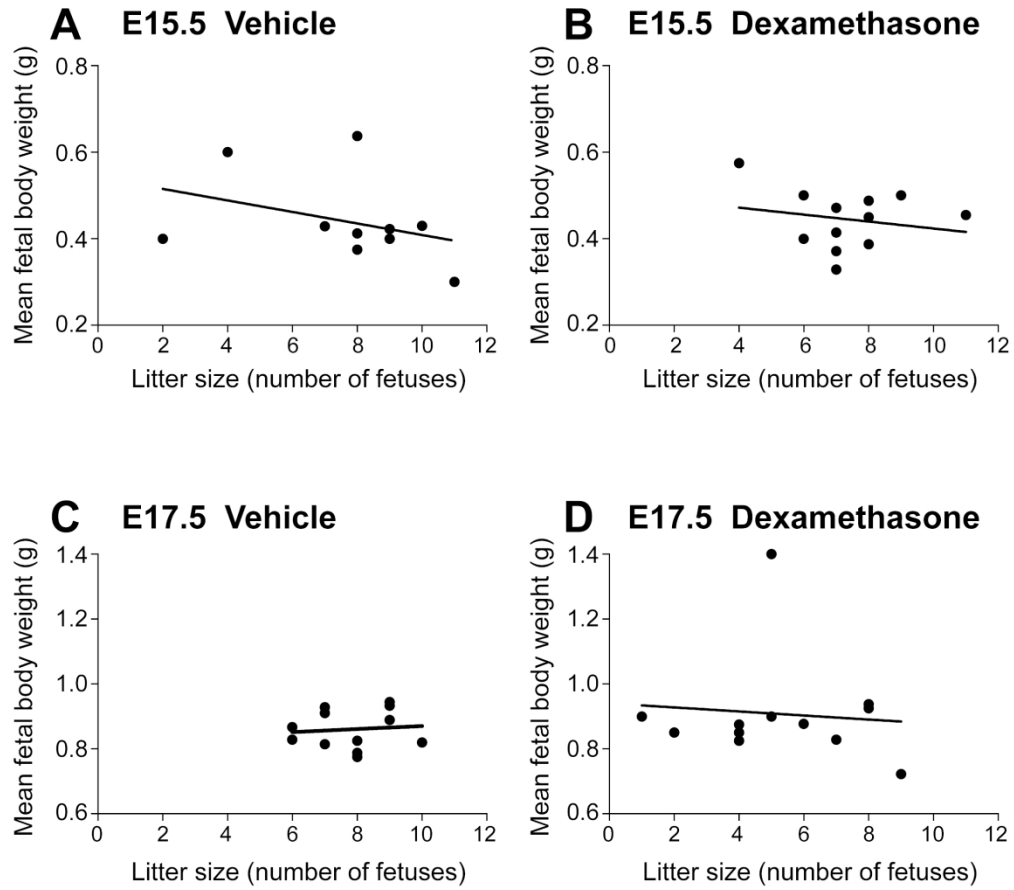 A E15.5 Vehicle
Mean fetal body weight (g)
0.8
0.6
0.4
0.2
0 2 4 6 8 10 12
Litter size (number of fetuses)
B E15.5 Dexamethasone
Mean fetal body weight (g)
0.8
0.6
0.4
0.2
0 2 4 6 8 10 12
Litter size (number of fetuses)
C E17.5 Vehicle
Mean fetal body weight (g)
1.4
1.2
1.0
0.8
0.6
0 2 4 6 8 10 12
Litter size (number of fetuses)
D E17.5 Dexamethasone
Mean fetal body weight (g)
1.4
1.2
1.0
0.8
0.6
0 2 4 6 8 10 12
Litter size (number of fetuses)